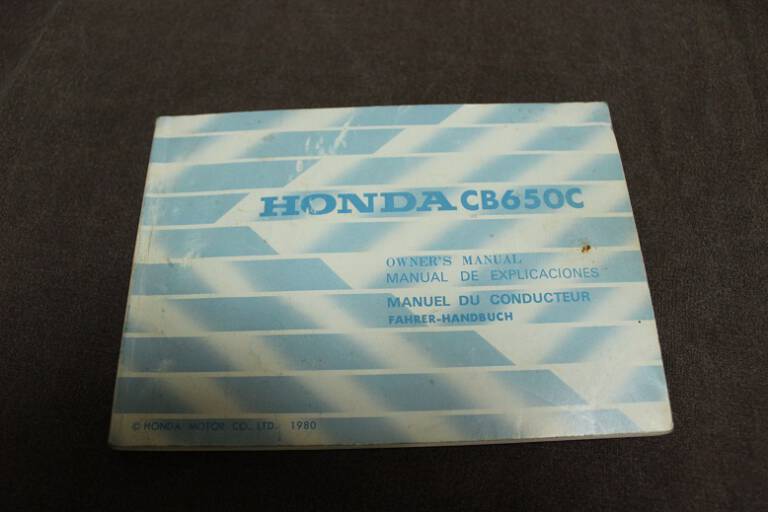 HONDA CB650C
OWNER'S MANUAL
MANUAL DE EXPLICACIONES
MANUEL DU CONDUCTEUR
FAHRER-HANDBUCH
© HONDA MOTOR CO., LTD. 1980